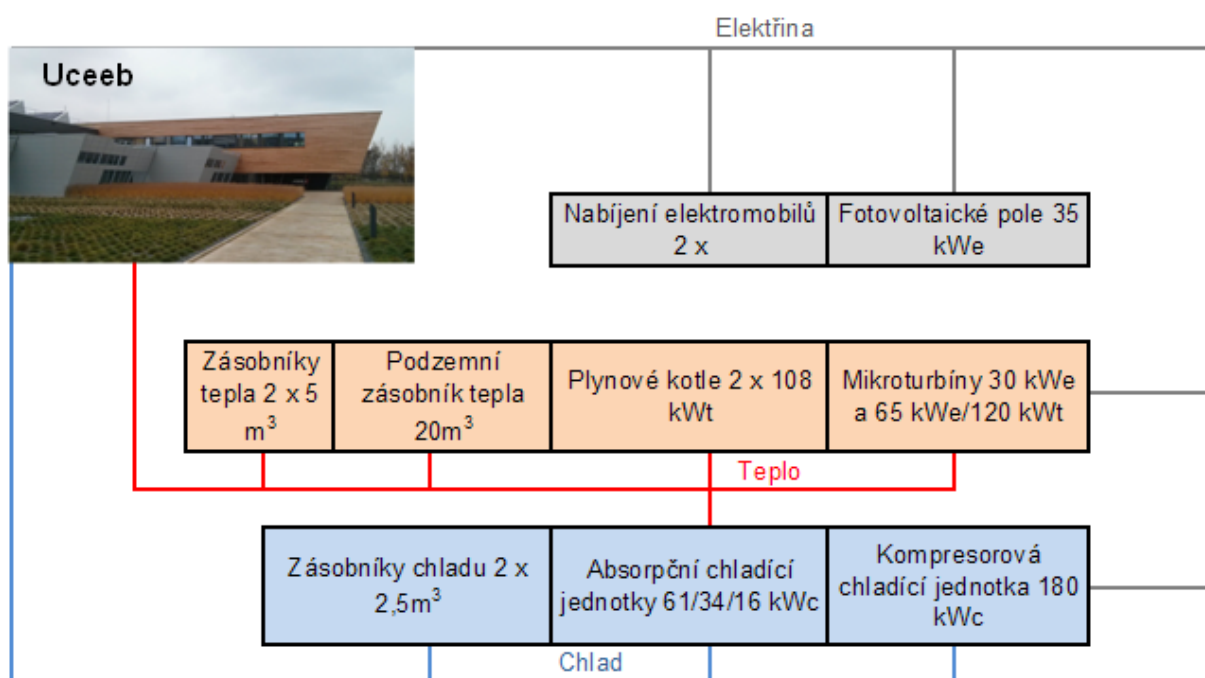 Elektřina
Uceeb
Nabíjení elektromobilů
2 x
Fotovoltaické pole 35
kWe
Zásobníky
tepla 2 x 5
m³
Podzemní
zásobník tepla
20m³
Plynové kotle 2 x 108
kWt
Mikroturbíny 30 kWe
a 65 kWe/120 kWt
Teplo
Zásobníky chladu 2 x
2,5m³
Absorpční chladící
jednotky 61/34/16 kWc
Kompresorová
chladící jednotka 180
kWc
Chlad